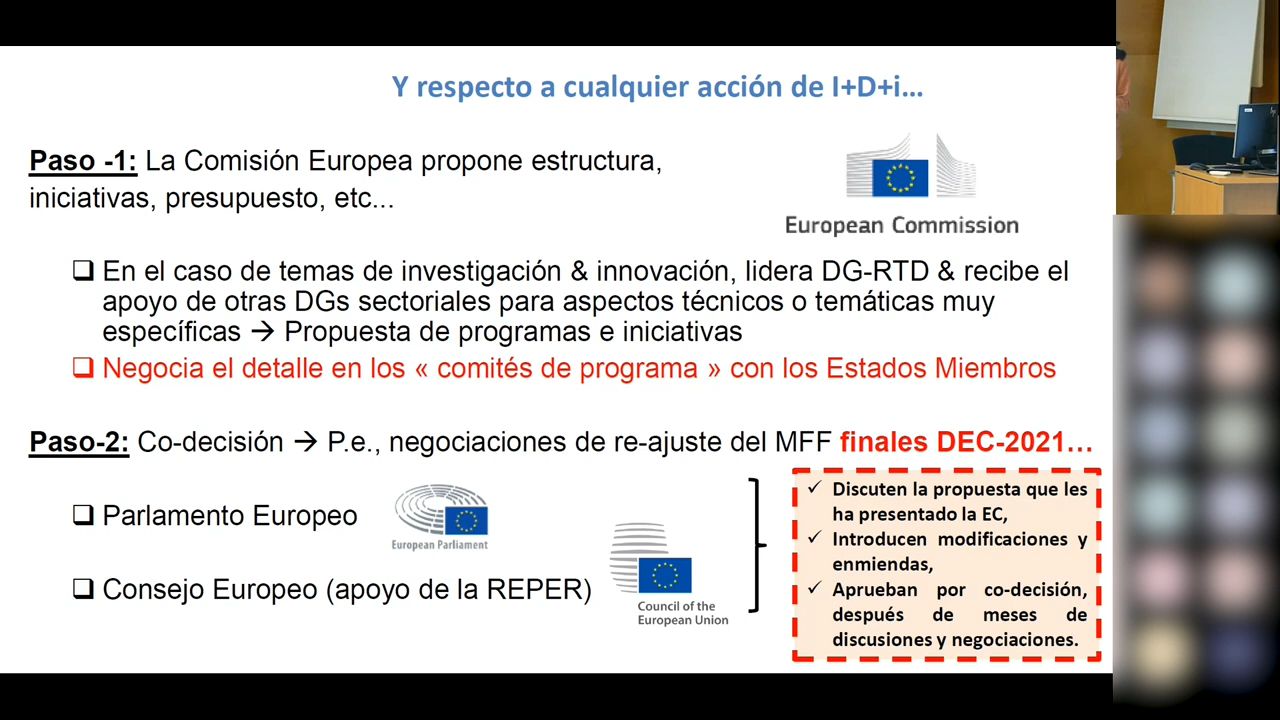 Y respecto a cualquier acción de I+D+i...
Paso -1: La Comisión Europea propone estructura,
iniciativas, presupuesto, etc...
European Commission
❑ En el caso de temas de investigación & innovación, lidera DG-RTD & recibe el
apoyo de otras DGs sectoriales para aspectos técnicos o temáticas muy
específicas → Propuesta de programas e iniciativas
❑ Negocia el detalle en los « comités de programa » con los Estados Miembros
Paso-2: Co-decisión → P.e., negociaciones de re-ajuste del MFF finales DEC-2021...
❑ Parlamento Europeo
European Parliament
❑ Consejo Europeo (apoyo de la REPER)
Council of the
European Union
✓ Discuten la propuesta que les
ha presentado la EC,
✓ Introducen modificaciones y
enmiendas,
✓ Aprueban por co-decisión,
después de meses de
discusiones y negociaciones.